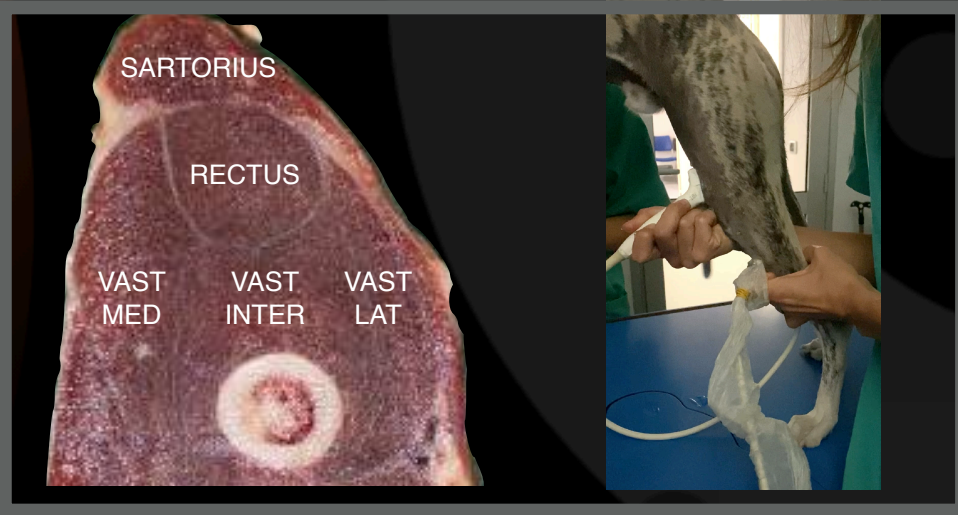 SARTORIUS
RECTUS
VAST
MED
VAST
INTER
VAST
LAT